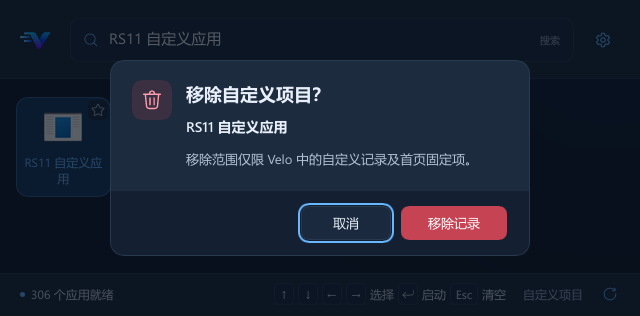 RS11 自定义应用
搜索
移除自定义项目?
RS11 自定义应用
移除范围仅限 Velo 中的自定义记录及首页固定项。
取消
移除记录
RS11 自定义应
用
306 个应用就绪
↑ ↓ ← → 选择 ↵ 启动 Esc 清空 自定义项目